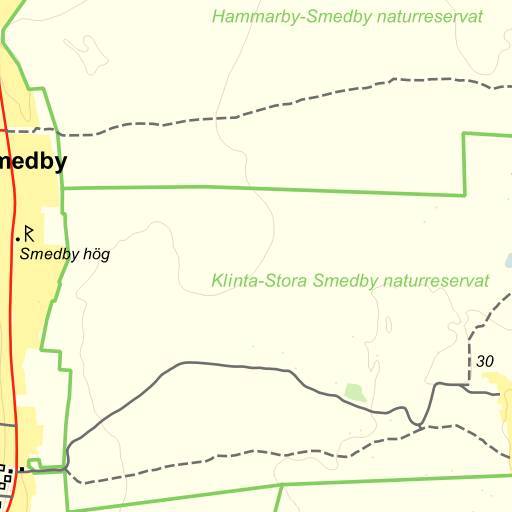 Hammarby-Smedby naturreservat
medby
Smedby hög
Klinta-Stora Smedby naturreservat
30